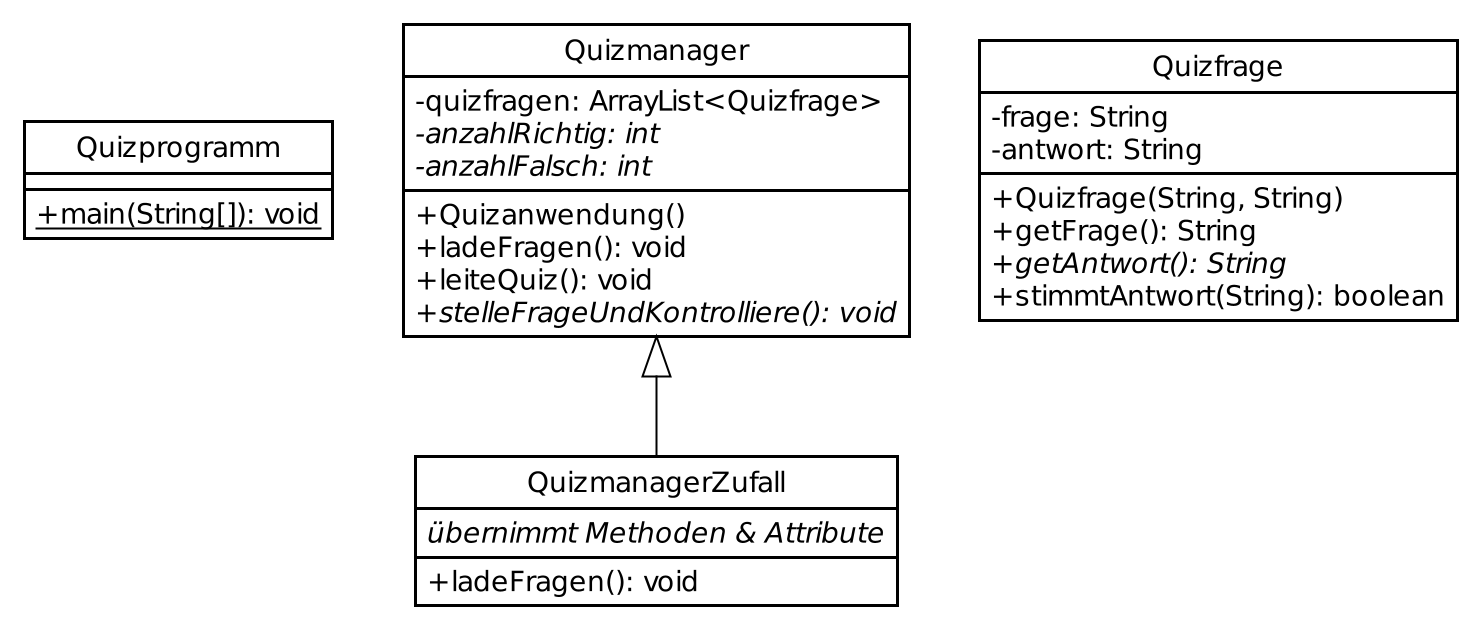 Quizprogramm
+main(String[]): void
Quizmanager
-quizfragen: ArrayList<Quizfrage>
-anzahlRichtig: int
-anzahlFalsch: int
+Quizanwendung()
+ladeFragen(): void
+leiteQuiz(): void
+stelleFrageUndKontrolliere(): void
Quizfrage
-frage: String
-antwort: String
+Quizfrage(String, String)
+getFrage(): String
+getAntwort(): String
+stimmtAntwort(String): boolean
QuizmanagerZufall
übernimmt Methoden & Attribute
+ladeFragen(): void